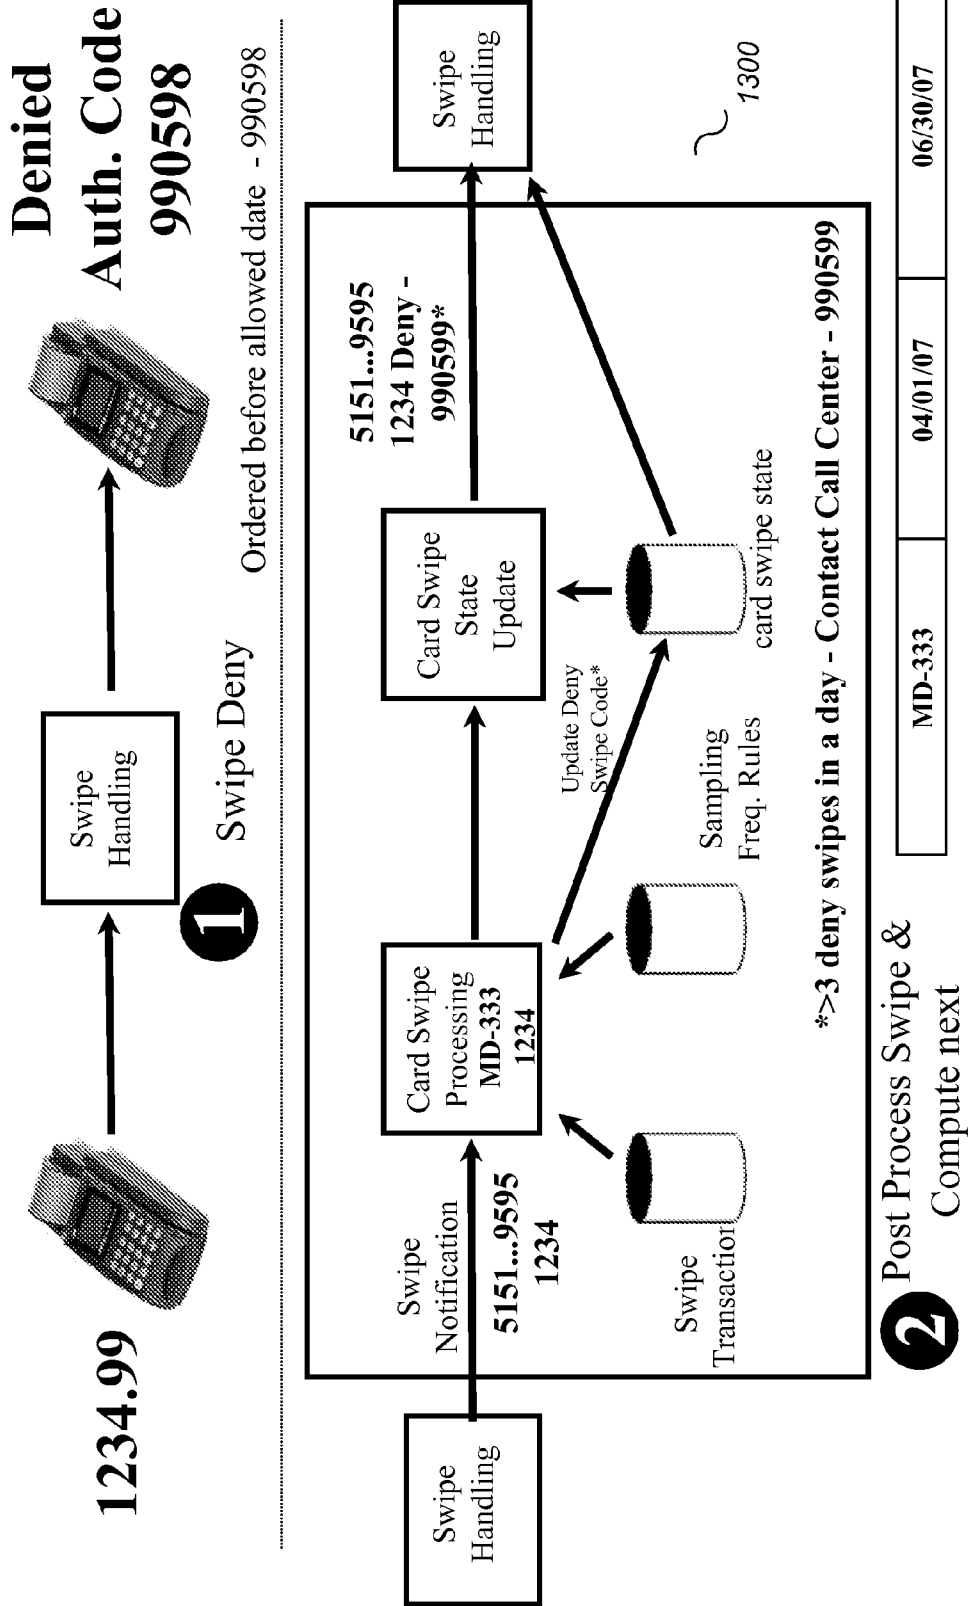 1234.99
Swipe
Handling
Denied
Auth. Code
990598
1
Swipe Deny
Ordered before allowed date - 990598
Swipe
Handling
Swipe
Notification
5151...9595
1234
Card Swipe
Processing
MD-333
1234
Card Swipe
State
Update
5151...9595
1234 Deny -
990599*
Swipe
Handling
Update Deny
Swipe Code*
Swipe
Transaction
Sampling
Freq. Rules
card swipe state
1300
*>3 deny swipes in a day - Contact Call Center - 990599
2
Post Process Swipe &
Compute next
MD-333
04/01/07
06/30/07